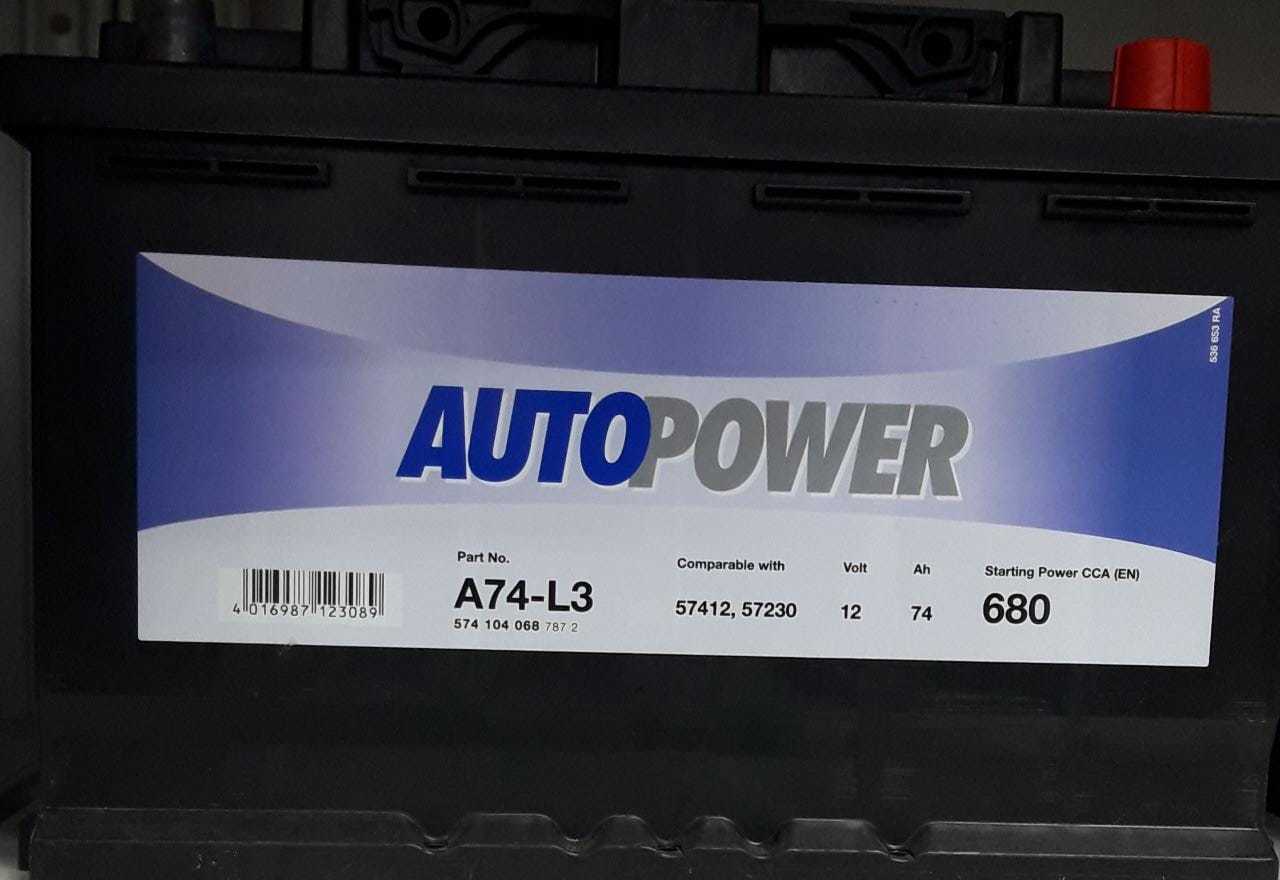 536 653 RA
AUTOPOWER
Part No.
A74-L3
574 104 068 787 2
Comparable with
57412, 57230
Volt
12
Ah
74
Starting Power CCA (EN)
680
4 016987 123089